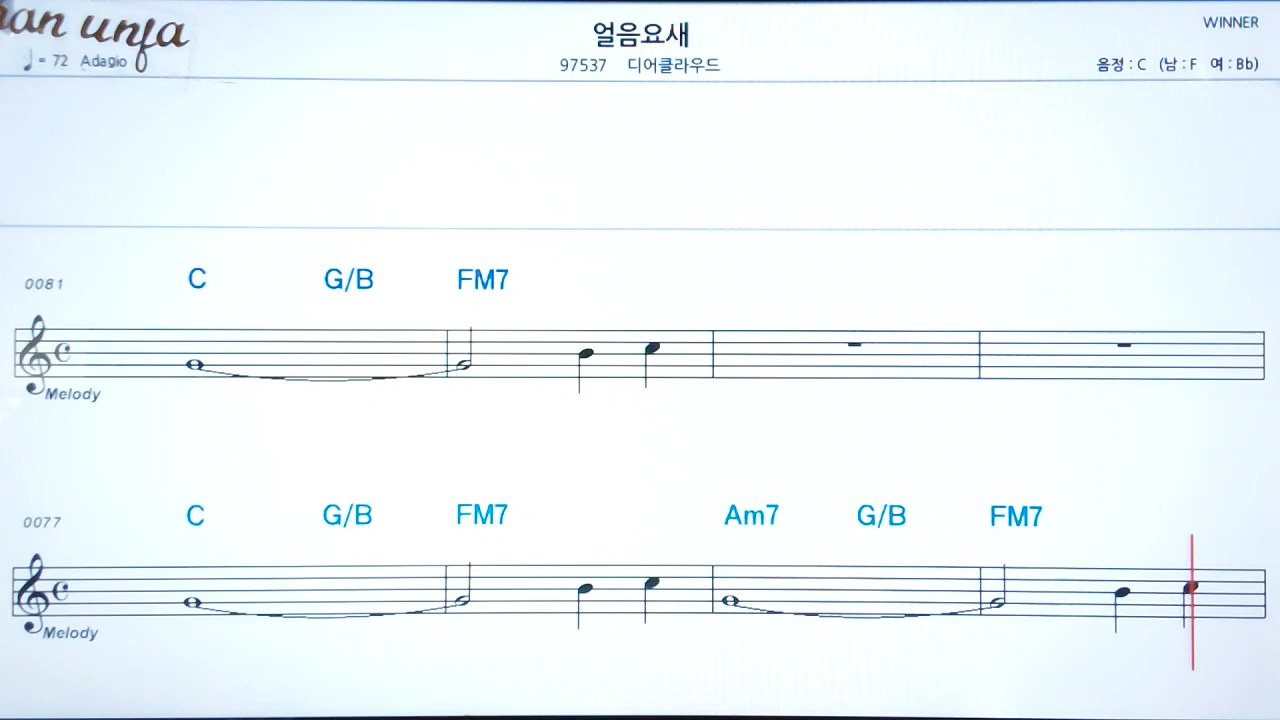 unfa
WINNER
얼음요새
♩= 72 Adagio
97537 디어클라우드
음정 : C (남 : F 여 : Bb)
0081 C G/B FM7
Melody
0077 C G/B FM7 Am7 G/B FM7
Melody